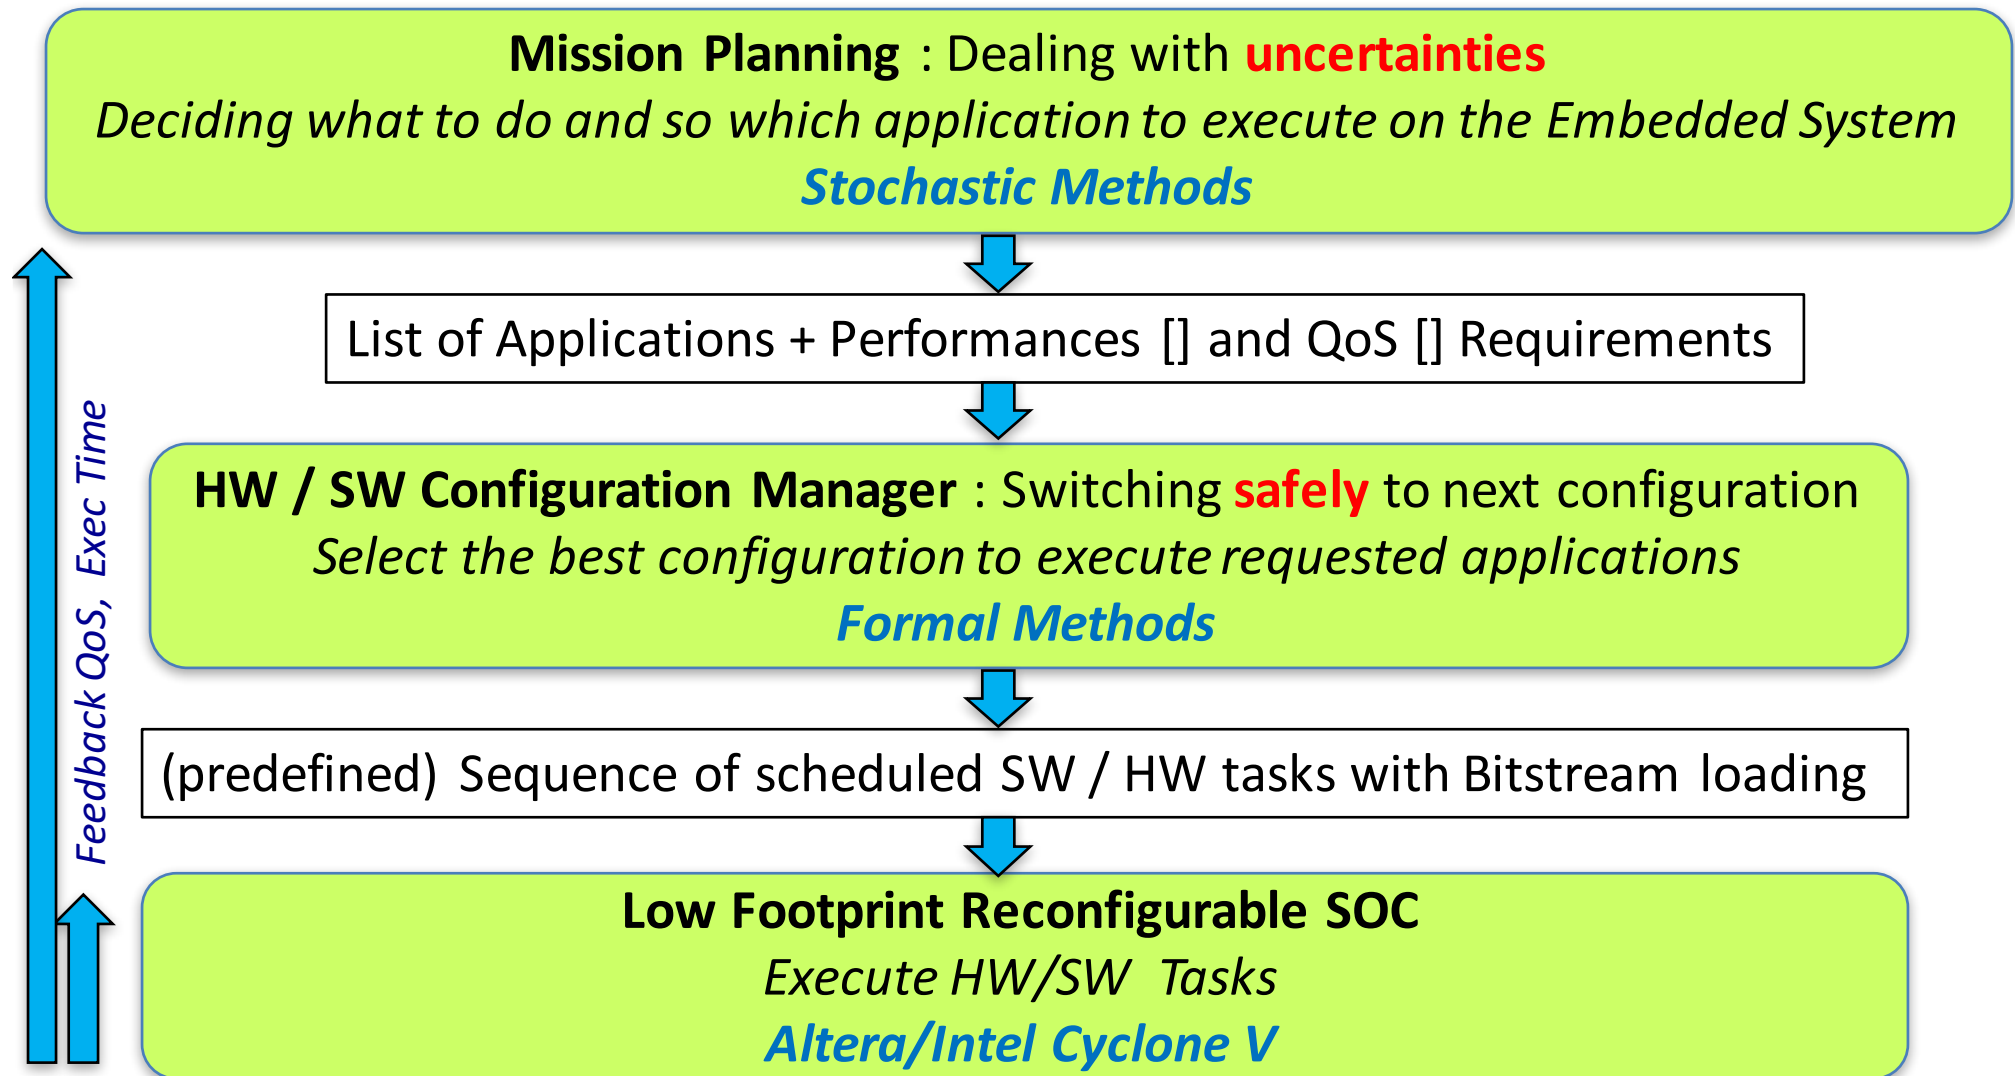 Mission Planning : Dealing with uncertainties
Deciding what to do and so which application to execute on the Embedded System
Stochastic Methods
List of Applications + Performances [] and QoS [] Requirements
Feedback QoS, Exec Time
HW / SW Configuration Manager : Switching safely to next configuration
Select the best configuration to execute requested applications
Formal Methods
(predefined) Sequence of scheduled SW / HW tasks with Bitstream loading
Low Footprint Reconfigurable SOC
Execute HW/SW Tasks
Altera/Intel Cyclone V